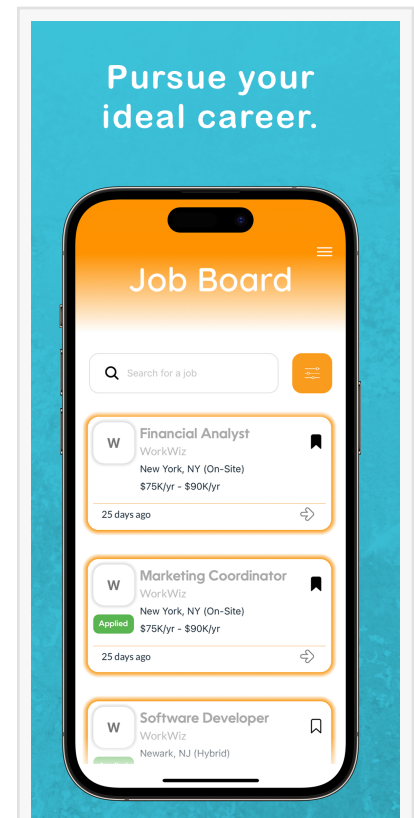 Pursue your
ideal career.
Job Board
Search for a job
W
Financial Analyst
WorkWiz
New York, NY (On-Site)
$75K/yr - $90K/yr
25 days ago
W
Marketing Coordinator
WorkWiz
New York, NY (On-Site)
Applied
$75K/yr - $90K/yr
25 days ago
W
Software Developer
WorkWiz
Newark, NJ (Hybrid)